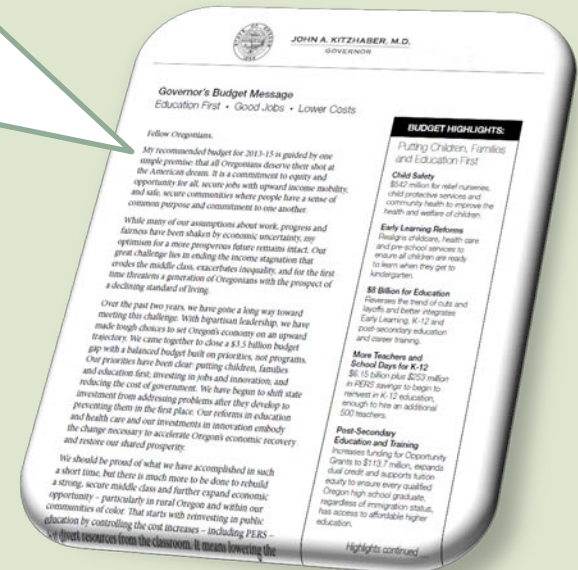 JOHN A. KITZHABER, M.D.
GOVERNOR
Governor's Budget Message
Education First • Good Jobs • Lower Costs
Fellow Oregonians,
My recommended budget for 2013-15 is guided by one
simple premise: that all Oregonians deserve their shot at
the American dream. It is a commitment to equity and
opportunity for all, secure jobs with upward income mobility,
and safe, secure communities where people have a sense of
common purpose and commitment to one another.
While many of our assumptions about work, progress and
fairness have been shaken by economic uncertainty, my
optimism for a more prosperous future remains intact. Our
great challenge lies in ending the income stagnation that
erodes the middle class, exacerbates inequality, and for the first
time threatens a generation of Oregonians with the prospect of
a declining standard of living.
Over the past two years, we have gone a long way toward
meeting this challenge. With bipartisan leadership, we have
made tough choices to set Oregon's economy on an upward
trajectory. We came together to close a $3.5 billion budget
gap with a balanced budget built on priorities, not programs.
Our priorities have been clear: putting children, families
and education first; investing in jobs and innovation; and
reducing the cost of government. We have begun to shift state
investment from addressing problems after they develop to
preventing them in the first place. Our reforms in education
and health care and our investments in innovation embody
the change necessary to accelerate Oregon's economic recovery
and restore our shared prosperity.
We should be proud of what we have accomplished in such
a short time, but there is much more to be done to rebuild
a strong, secure middle class and further expand economic
opportunity – particularly in rural Oregon and within our
communities of color. That starts with reinvesting in public
education by controlling the cost increases – including PERS –
divert resources from the classroom. It means lowering the
BUDGET HIGHLIGHTS:
Putting Children, Families
and Education First
Child Safety
$542 million for relief nurseries,
child protective services and
community health to improve the
health and welfare of children.
Early Learning Reforms
Realigns childcare, health care
and pre-school services to
ensure all children are ready
to learn when they get to
kindergarten.
$8 Billion for Education
Reverses the trend of cuts and
layoffs and better integrates
Early Learning, K-12 and
post-secondary education
and career training.
More Teachers and
School Days for K-12
$6.15 billion plus $253 million
in PERS savings to begin to
reinvest in K-12 education,
enough to hire an additional
500 teachers.
Post-Secondary
Education and Training
Increases funding for Opportunity
Grants to $113.7 million, expands
dual credit and supports tuition
equity to ensure every qualified
Oregon high school graduate,
regardless of immigration status,
has access to affordable higher
education.
Highlights continued